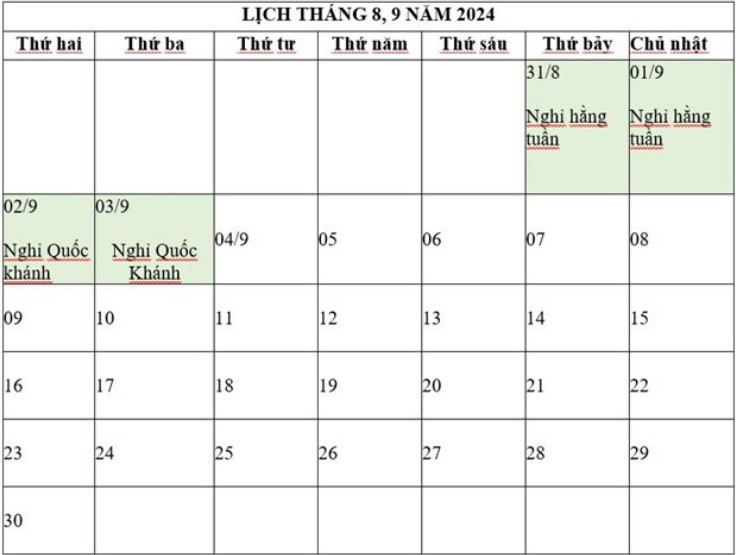 LỊCH THÁNG 8, 9 NĂM 2024
Thứ hai Thứ ba Thứ tư Thứ năm Thứ sáu Thứ bảy Chủ nhật
31/8 01/9
Nghỉ hằng Nghỉ hằng
tuần tuần
02/9 03/9
04/9 05 06 07 08
Nghỉ Quốc Nghỉ Quốc
khánh Khánh
09 10 11 12 13 14 15
16 17 18 19 20 21 22
23 24 25 26 27 28 29
30